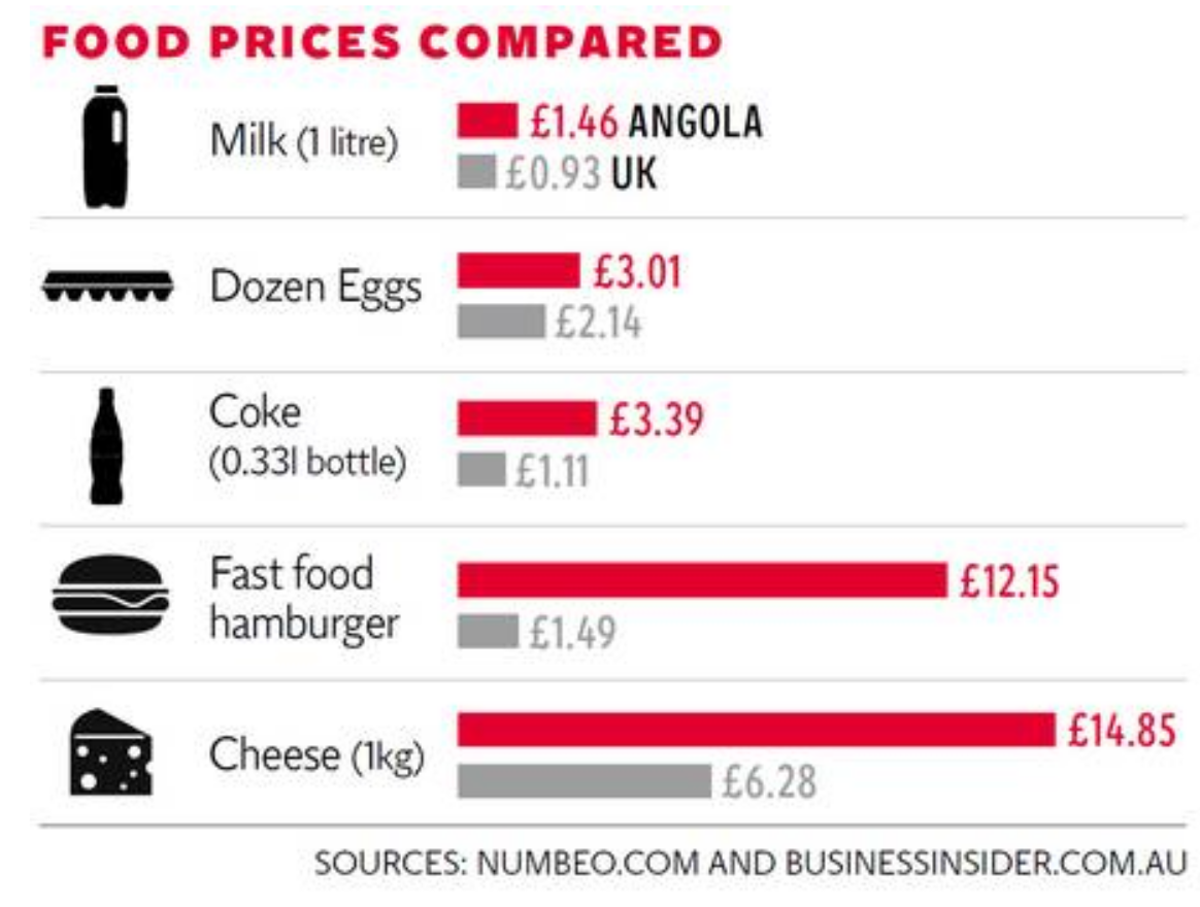 FOOD PRICES COMPARED
Milk (1 litre)
£1.46 ANGOLA
£0.93 UK
Dozen Eggs
£3.01
£2.14
Coke
(0.33l bottle)
£3.39
£1.11
Fast food
hamburger
£12.15
£1.49
Cheese (1kg)
£14.85
£6.28
SOURCES: NUMBEO.COM AND BUSINESSINSIDER.COM.AU